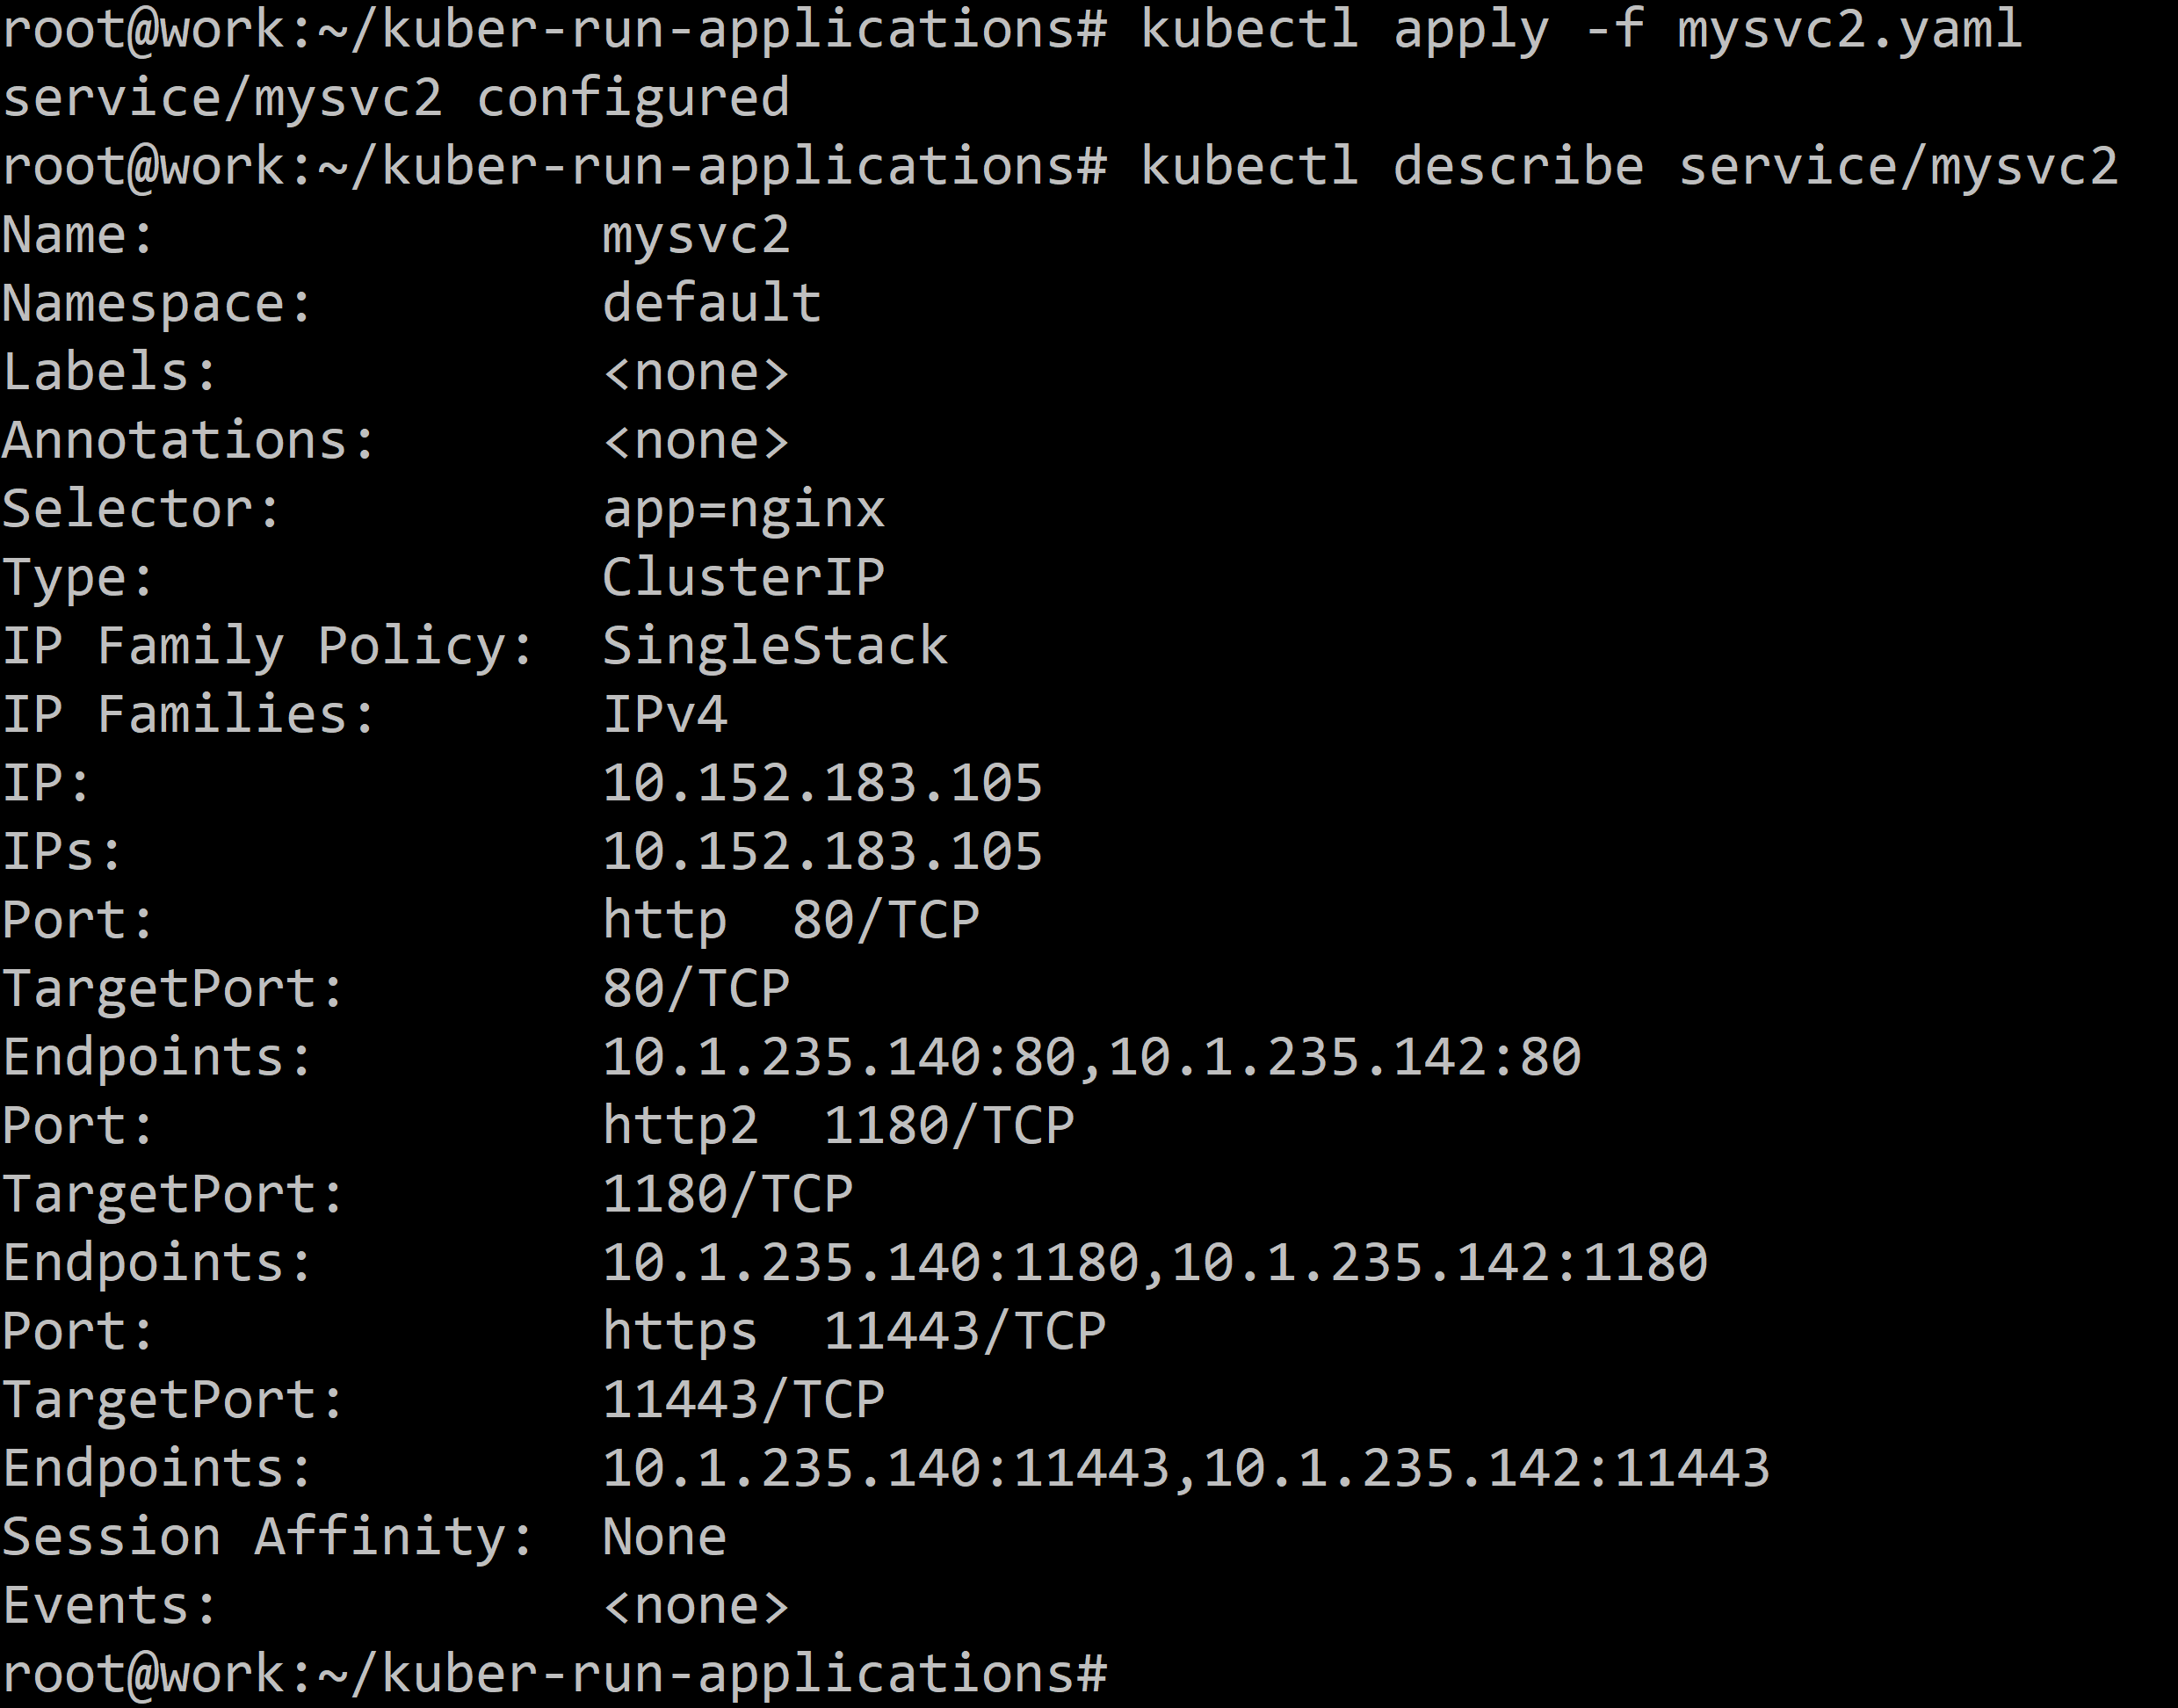 root@work:~/kuber-run-applications# kubectl apply -f mysvc2.yaml
service/mysvc2 configured
root@work:~/kuber-run-applications# kubectl describe service/mysvc2
Name:              mysvc2
Namespace:         default
Labels:            <none>
Annotations:       <none>
Selector:          app=nginx
Type:              ClusterIP
IP Family Policy:  SingleStack
IP Families:       IPv4
IP:                10.152.183.105
IPs:               10.152.183.105
Port:              http  80/TCP
TargetPort:        80/TCP
Endpoints:         10.1.235.140:80,10.1.235.142:80
Port:              http2  1180/TCP
TargetPort:        1180/TCP
Endpoints:         10.1.235.140:1180,10.1.235.142:1180
Port:              https  11443/TCP
TargetPort:        11443/TCP
Endpoints:         10.1.235.140:11443,10.1.235.142:11443
Session Affinity:  None
Events:            <none>
root@work:~/kuber-run-applications#